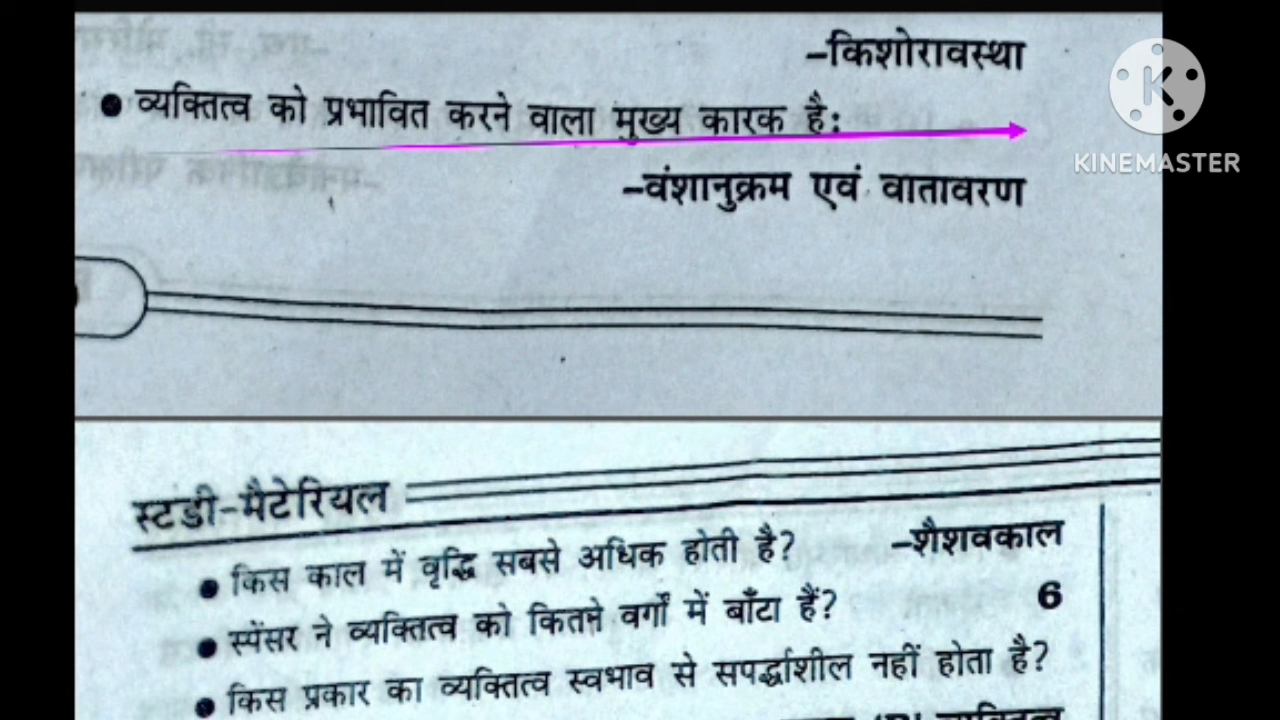 –किशोरावस्था
● व्यक्तित्व को प्रभावित करने वाला मुख्य कारक है:
–वंशानुक्रम एवं वातावरण
K
KINEMASTER
स्टडी-मैटेरियल
● किस काल में वृद्धि सबसे अधिक होती है? –शैशवकाल
● स्पेंसर ने व्यक्तित्व को कितने वर्गों में बाँटा हैं? 6
● किस प्रकार का व्यक्तित्व स्वभाव से सपर्द्धाशील नहीं होता है?